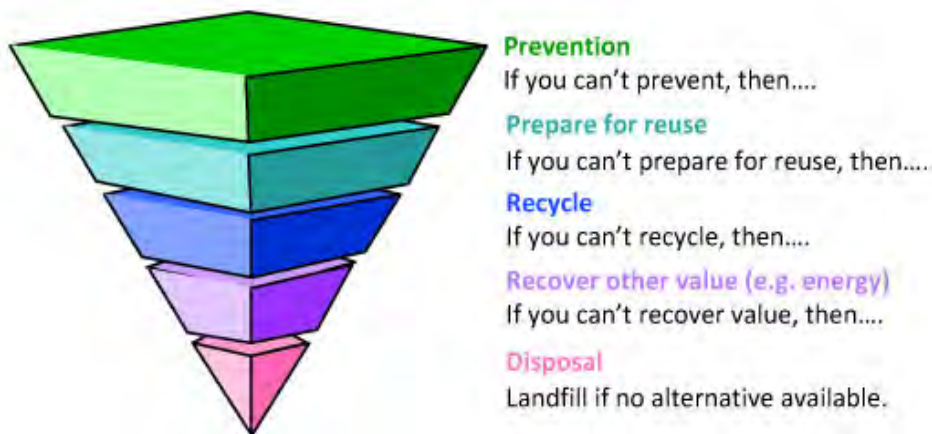 Prevention
If you can't prevent, then....
Prepare for reuse
If you can't prepare for reuse, then....
Recycle
If you can't recycle, then....
Recover other value (e.g. energy)
If you can't recover value, then....
Disposal
Landfill if no alternative available.